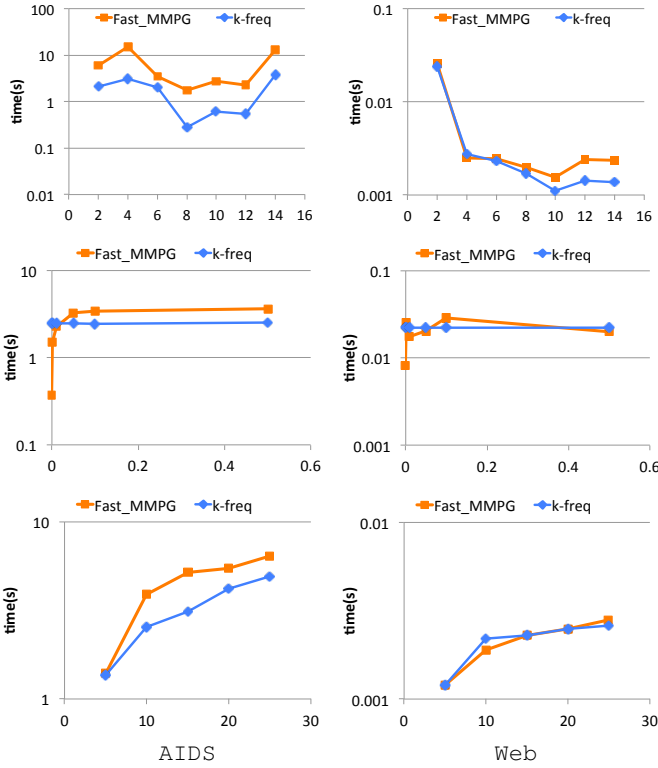 Fast_MMPG k-freq
time(s)
100
10
1
0.1
0.01
0 2 4 6 8 10 12 14 16
Fast_MMPG k-freq
time(s)
0.1
0.01
0.001
0 2 4 6 8 10 12 14 16
Fast_MMPG k-freq
time(s)
10
1
0.1
0 0.2 0.4 0.6
Fast_MMPG k-freq
time(s)
0.1
0.01
0.001
0 0.2 0.4 0.6
Fast_MMPG k-freq
time(s)
10
1
0 10 20 30
AIDS
Fast_MMPG k-freq
time(s)
0.01
0.001
0 10 20 30
Web